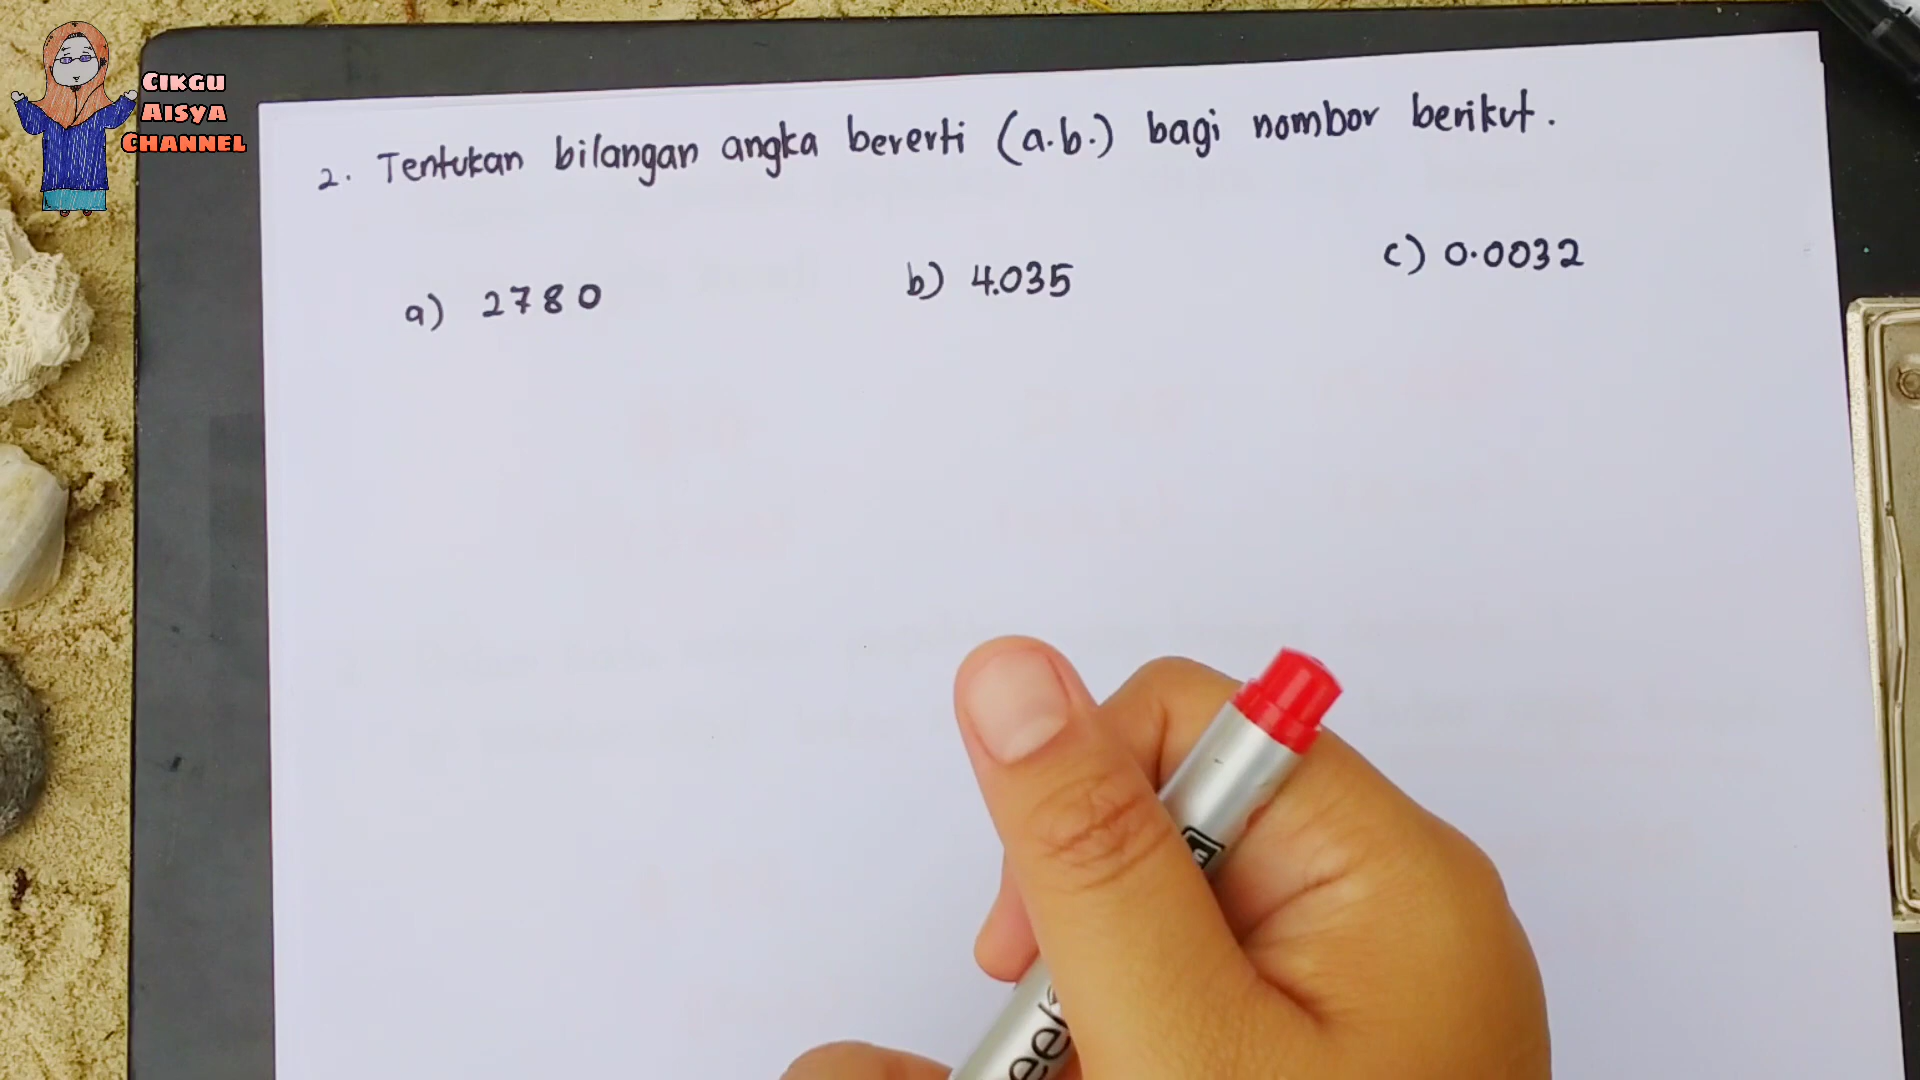 CIKGU
AISYA
CHANNEL
2. Tentukan bilangan angka bererti (a.b.) bagi nombor berikut.
a) 2780
b) 4.035
c) 0.0032